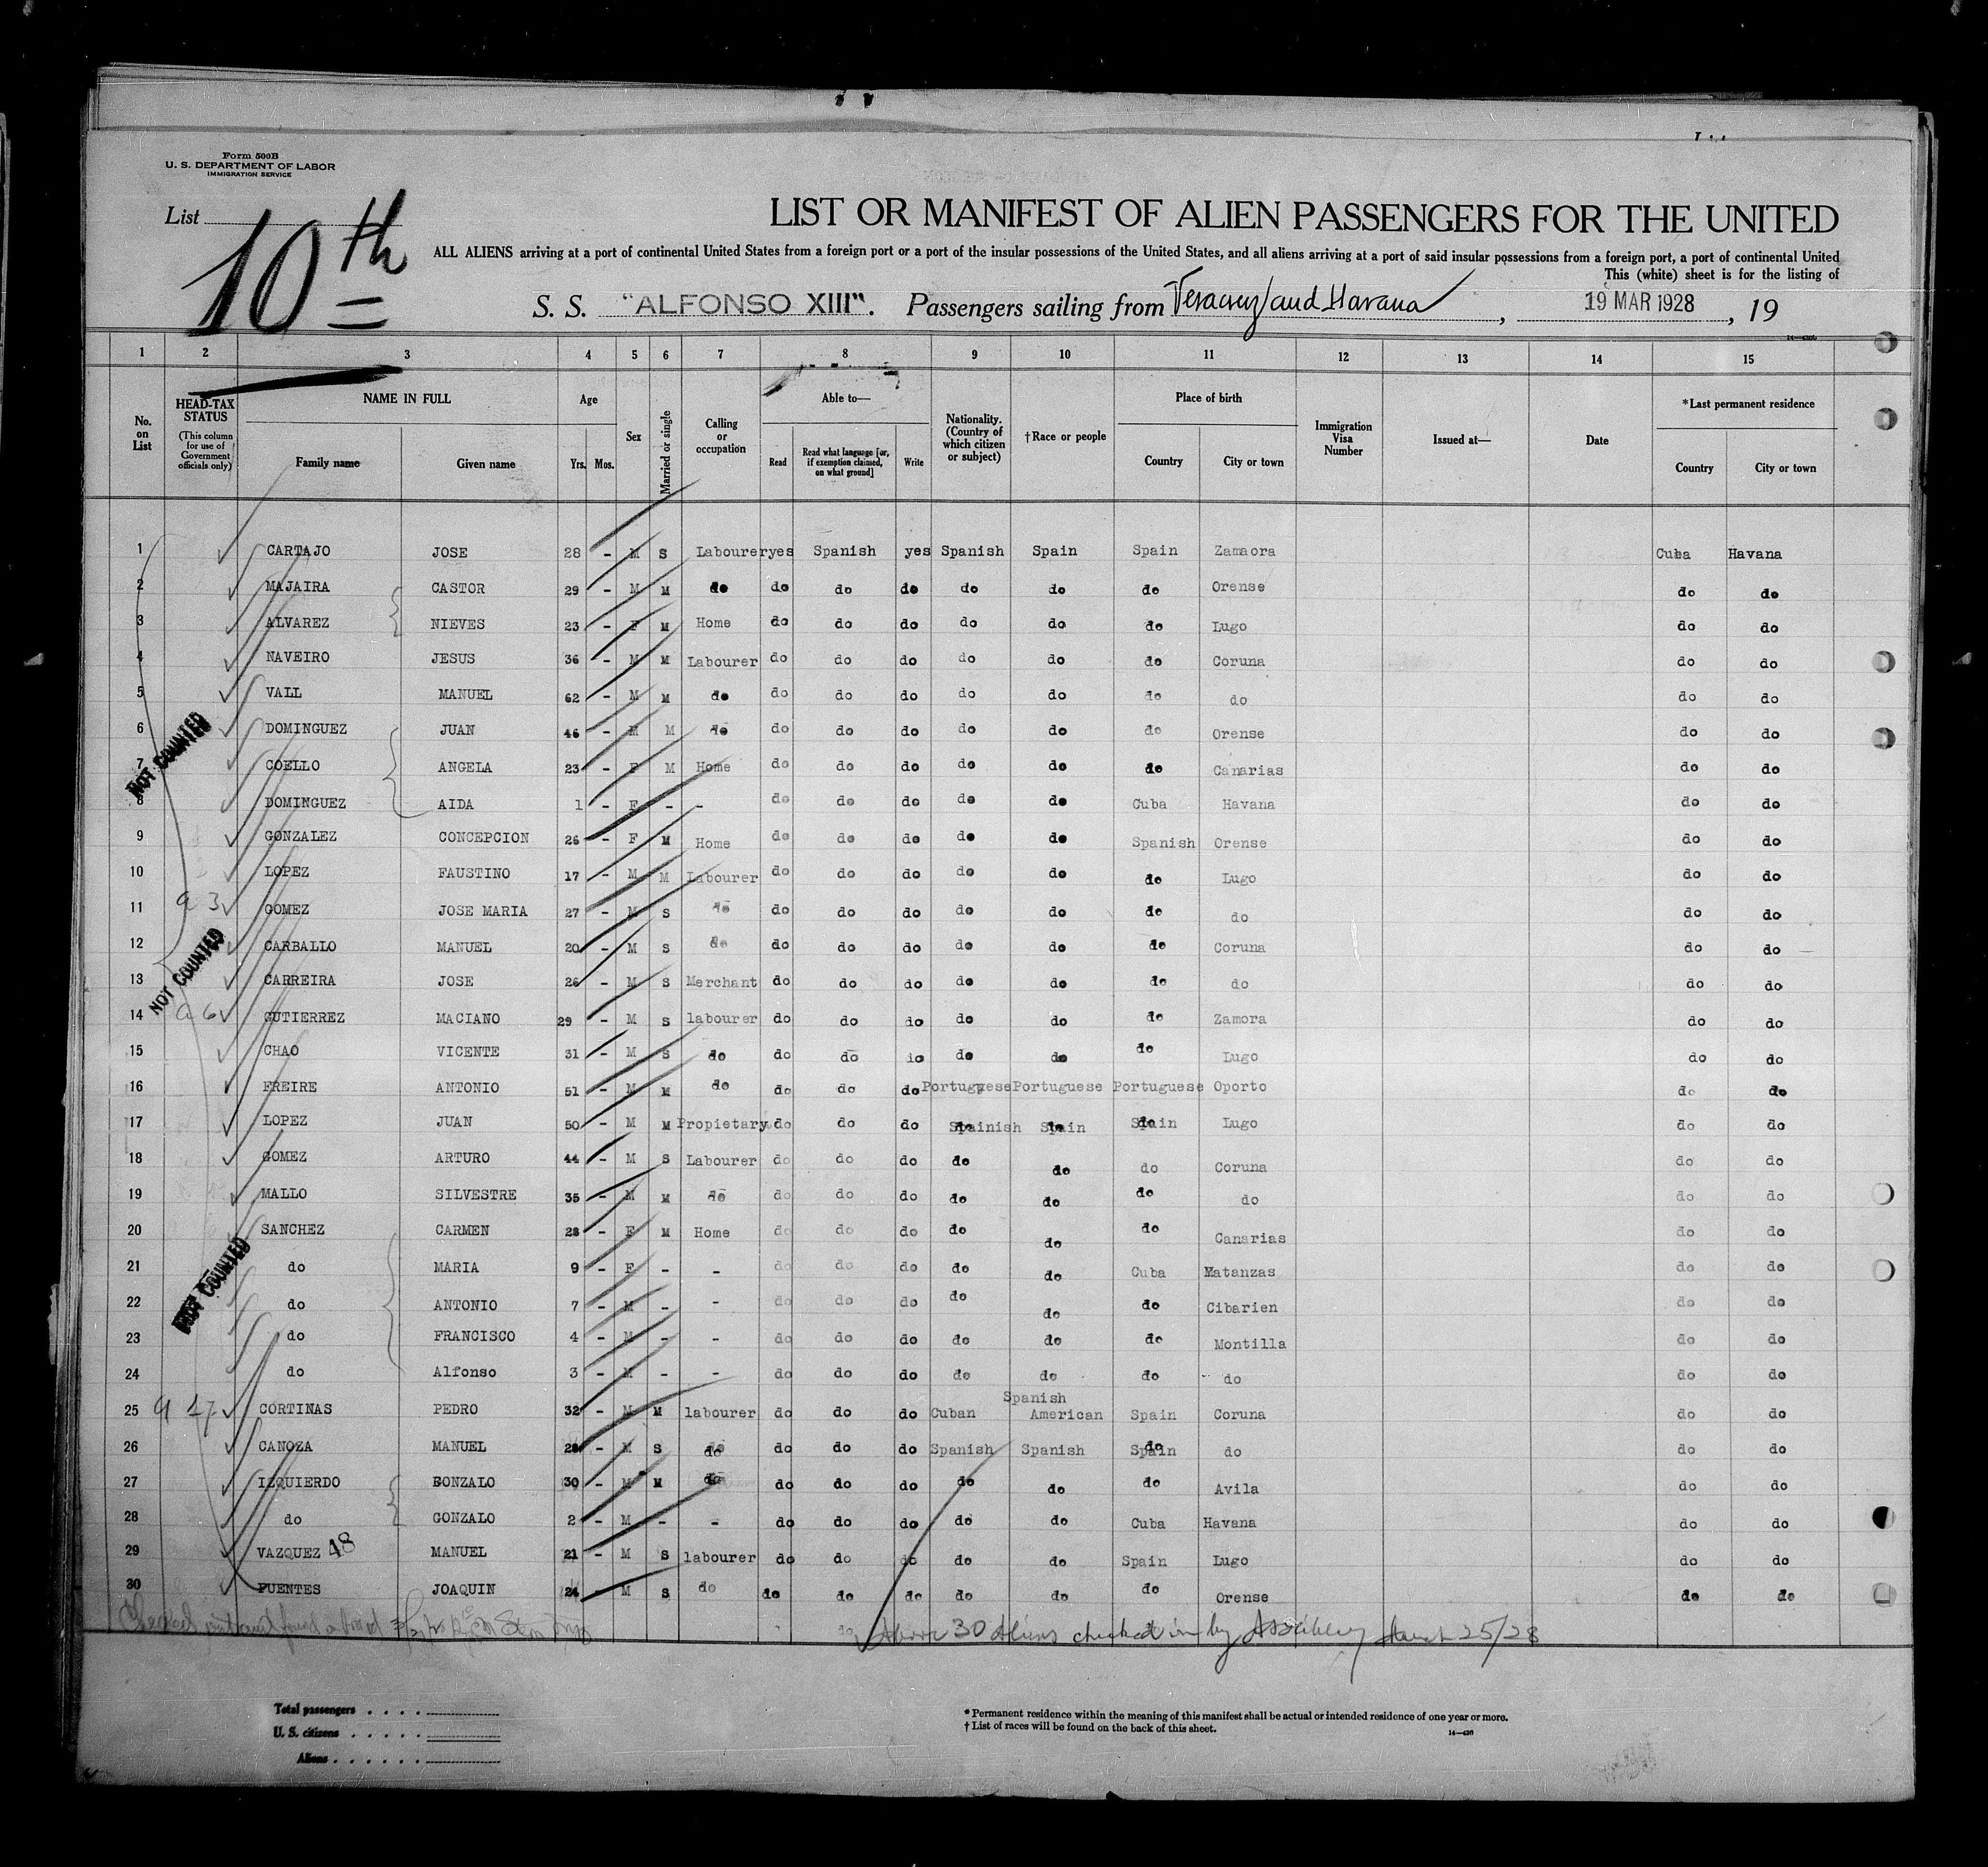 Form 500B
U. S. DEPARTMENT OF LABOR
IMMIGRATION SERVICE
List 10th
LIST OR MANIFEST OF ALIEN PASSENGERS FOR THE UNITED
ALL ALIENS arriving at a port of continental United States from a foreign port or a port of the insular possessions of the United States, and all aliens arriving at a port of said insular possessions from a foreign port, a port of continental United
This (white) sheet is for the listing of
S. S. "ALFONSO XIII". Passengers sailing from Veracruz and Havana, 19 MAR 1928, 19
1 2 3 4 5 6 7 8 9 10 11 12 13 14 15
No. on List HEAD-TAX STATUS (This column for use of Government officials only) NAME IN FULL Family name Given name Age Yrs. Mos. Sex Married or single Calling or occupation Able to— Read Read what language [or, if exemption claimed, on what ground] Write Nationality. (Country of which citizen or subject) †Race or people Place of birth Country City or town Immigration Visa Number Issued at— Date *Last permanent residence Country City or town
1 CARTAJO JOSE 28 - M S Labourer yes Spanish yes Spanish Spain Spain Zamaora Cuba Havana
2 MAJAIRA CASTOR 29 - M M do do do do do do do Orense do do
3 ALVAREZ NIEVES 23 - F M Home do do do do do do Lugo do do
4 NAVEIRO JESUS 36 - M M Labourer do do do do do do Coruna do do
5 VALL MANUEL 62 - M M do do do do do do do do do do
6 DOMINGUEZ JUAN 46 - M M do do do do do do do Orense do do
7 COELLO ANGELA 23 - F M Home do do do do do do Canarias do do
8 DOMINGUEZ AIDA 1 - F - - do do do do do Cuba Havana do do
9 GONZALEZ CONCEPCION 26 - F M Home do do do do do Spanish Orense do do
10 LOPEZ FAUSTINO 17 - M M Labourer do do do do do do Lugo do do
11 a 3 GOMEZ JOSE MARIA 27 - M S do do do do do do do do do do
12 CARBALLO MANUEL 20 - M S do do do do do do do Coruna do do
13 CARREIRA JOSE 26 - M S Merchant do do do do do do do do do
14 a 6 GUTIERREZ MACIANO 29 - M S labourer do do do do do do Zamora do do
15 CHAO VICENTE 31 - M S do do do do do do do Lugo do do
16 FREIRE ANTONIO 51 - M M do do do do Portuguese Portuguese Portuguese Oporto do do
17 LOPEZ JUAN 50 - M M Propietary do do do Spainish Spain Spain Lugo do do
18 GOMEZ ARTURO 44 - M S Labourer do do do do do do Coruna do do
19 MALLO SILVESTRE 35 - M M do do do do do do do do do do
20 SANCHEZ CARMEN 28 - F M Home do do do do do do Canarias do do
21 do MARIA 9 - F - - do do do do do Cuba Matanzas do do
22 do ANTONIO 7 - M - - do do do do do do Cibarien do do
23 do FRANCISCO 4 - M - - do do do do do do Montilla do do
24 do Alfonso 3 - M - - do do do do do do do do do
25 a 17 CORTINAS PEDRO 32 - M M labourer do do do Cuban Spanish American Spain Coruna do do
26 CANOZA MANUEL 28 - M S do do do do Spanish Spanish Spain do do do
27 IZQUIERDO GONZALO 30 - M M do do do do do do do Avila do do
28 do GONZALO 2 - M - - do do do do do Cuba Havana do do
29 VAZQUEZ 48 MANUEL 21 - M S labourer do do do do do Spain Lugo do do
30 FUENTES JOAQUIN 24 - M S do do do do do do do Orense do do
NOT COUNTED
NOT COUNTED
NOT COUNTED
Checked out and found aboard
Above 30 Aliens checked in by March 25/28
Total passengers
U. S. citizens
Aliens
* Permanent residence within the meaning of this manifest shall be actual or intended residence of one year or more.
† List of races will be found on the back of this sheet.
14—430